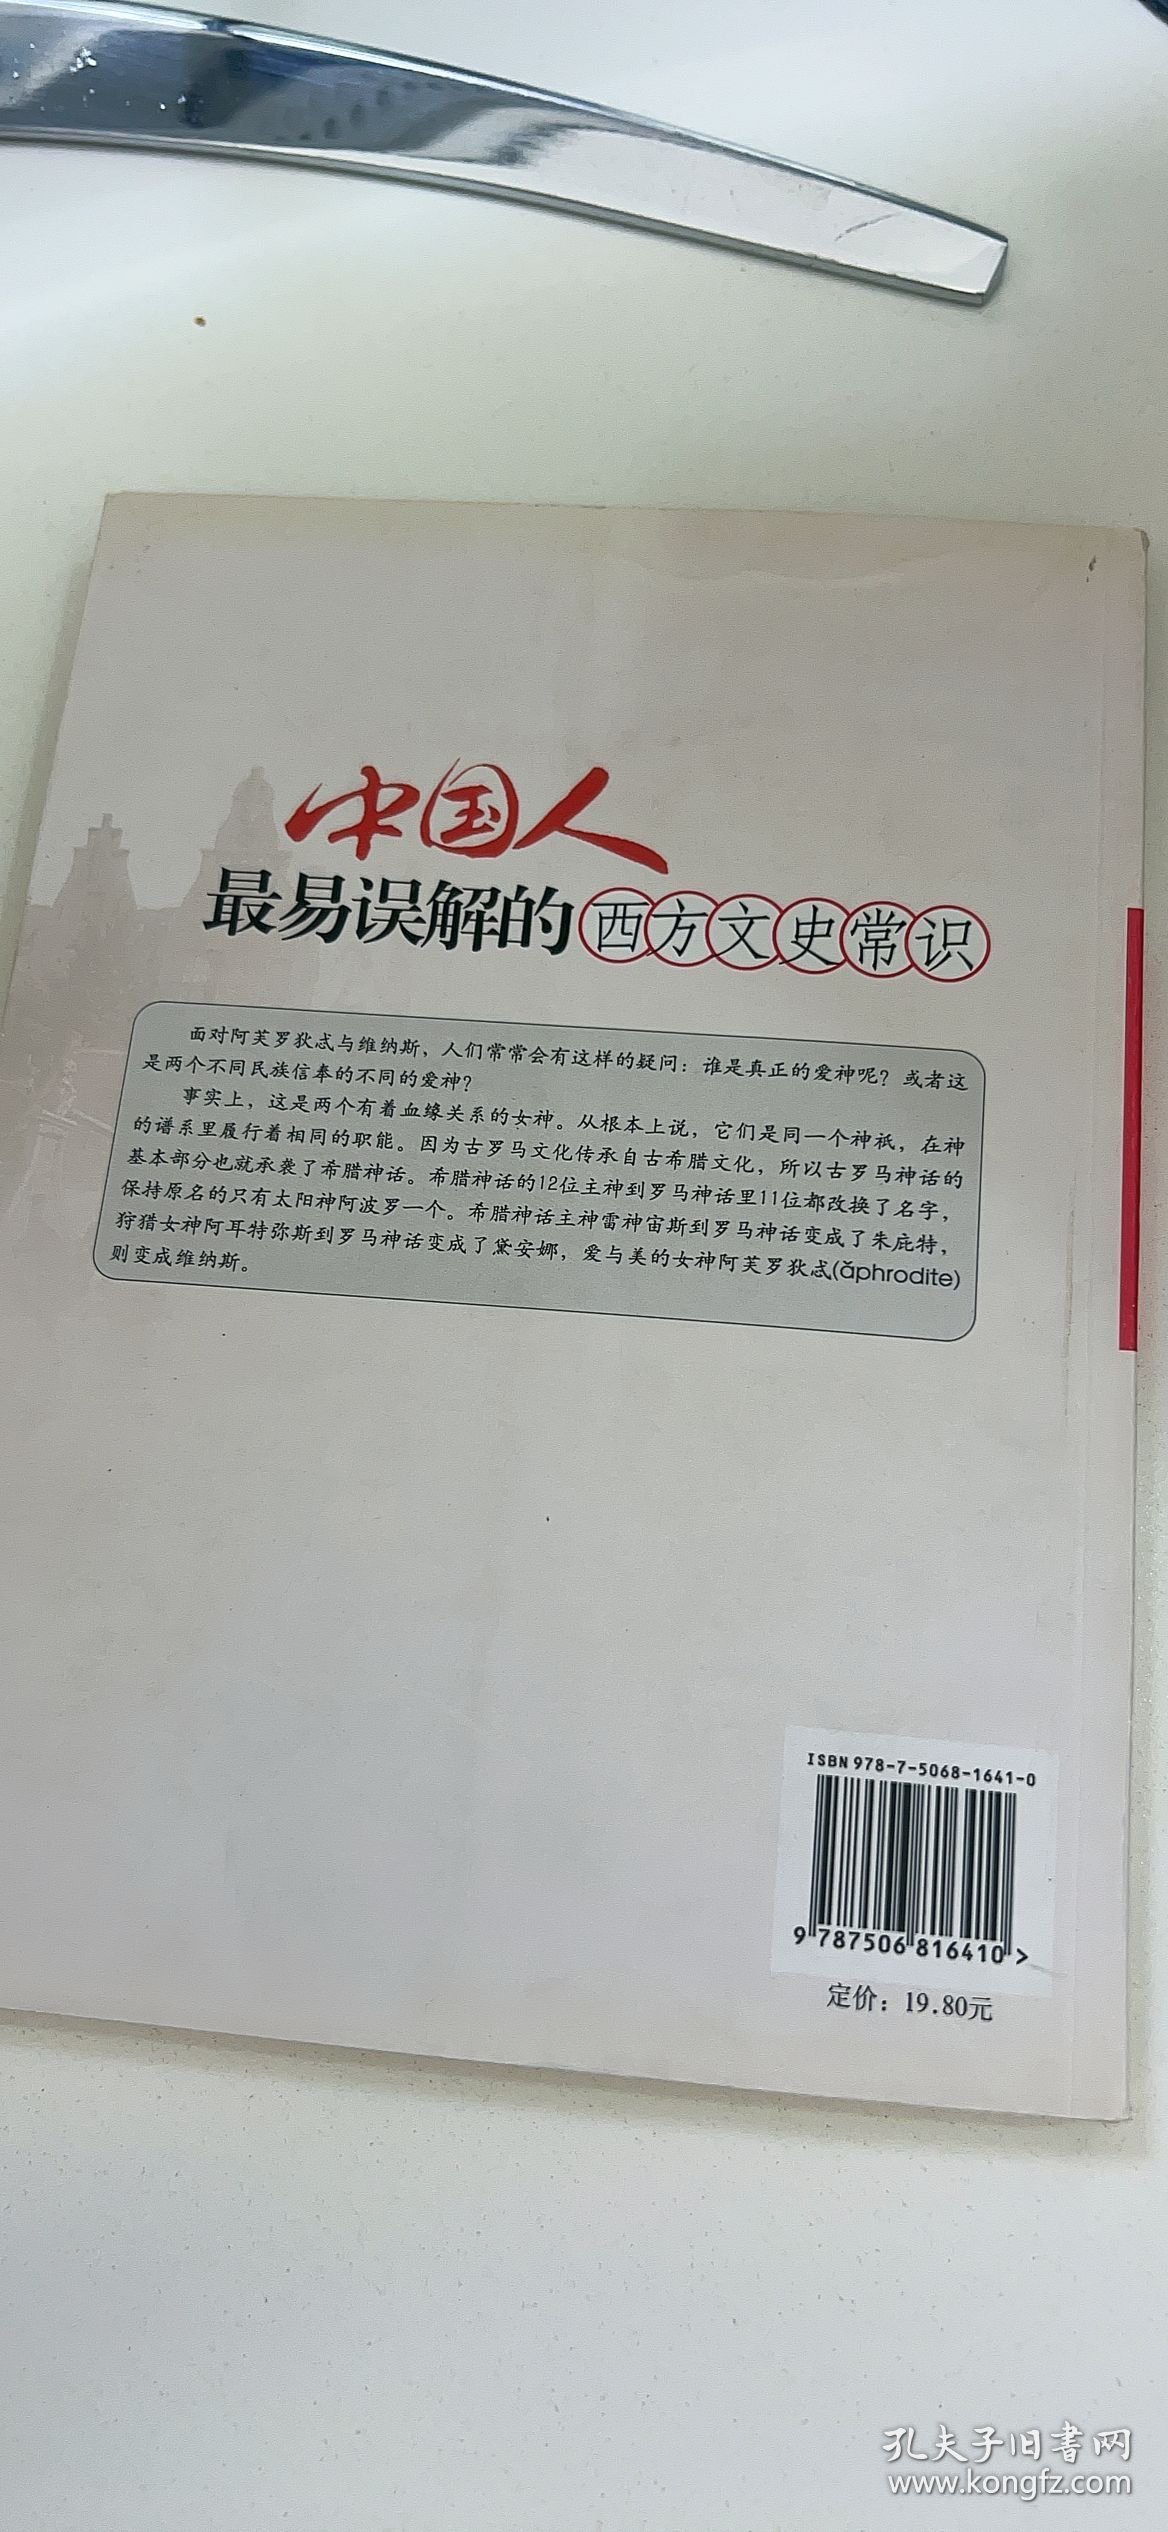 中国人
最易误解的西方文史常识
面对阿芙罗狄忒与维纳斯，人们常常会有这样的疑问：谁是真正的爱神呢？或者这
是两个不同民族信奉的不同的爱神？
事实上，这是两个有着血缘关系的女神。从根本上说，它们是同一个神祇，在神
的谱系里履行着相同的职能。因为古罗马文化传承自古希腊文化，所以古罗马神话的
基本部分也就承袭了希腊神话。希腊神话的12位主神到罗马神话里11位都改换了名字，
保持原名的只有太阳神阿波罗一个。希腊神话主神雷神宙斯到罗马神话变成了朱庇特，
狩猎女神阿耳特弥斯到罗马神话变成了黛安娜，爱与美的女神阿芙罗狄忒(ǎphrodite)
则变成维纳斯。
ISBN 978-7-5068-1641-0
9 787506 816410 >
定价：19.80元
孔夫子旧書网
www.kongfz.com